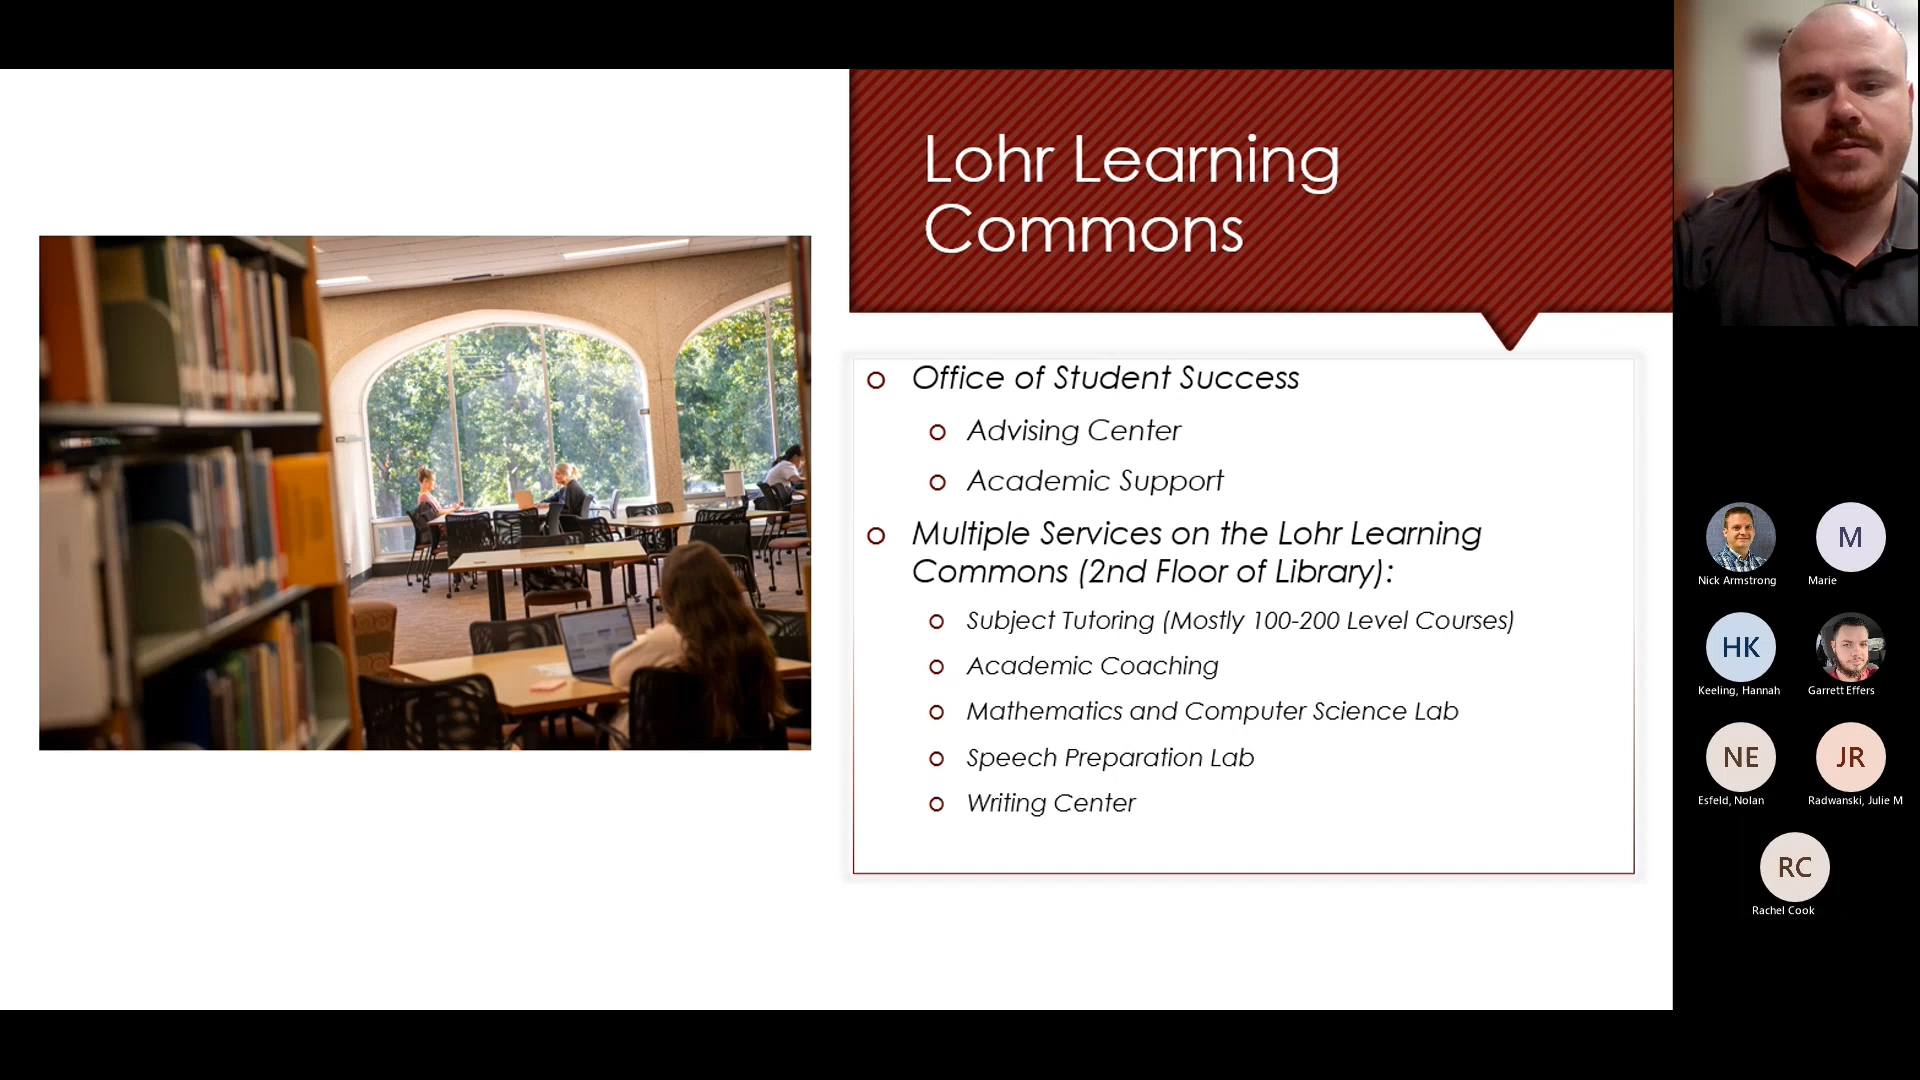 Lohr Learning
Commons
Office of Student Success
Advising Center
Academic Support
Multiple Services on the Lohr Learning
Commons (2nd Floor of Library):
Subject Tutoring (Mostly 100-200 Level Courses)
Academic Coaching
Mathematics and Computer Science Lab
Speech Preparation Lab
Writing Center
Nick Armstrong
M
Marie
HK
Keeling, Hannah
Garrett Effers
NE
Esfeld, Nolan
JR
Radwanski, Julie M
RC
Rachel Cook